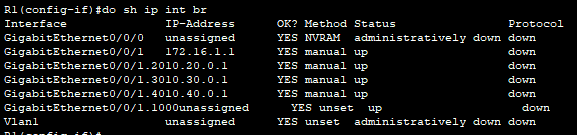 R1(config-if)#do sh ip int br
Interface IP-Address OK? Method Status Protocol
GigabitEthernet0/0/0 unassigned YES NVRAM administratively down down
GigabitEthernet0/0/1 172.16.1.1 YES manual up down
GigabitEthernet0/0/1.2010.20.0.1 YES manual up down
GigabitEthernet0/0/1.3010.30.0.1 YES manual up down
GigabitEthernet0/0/1.4010.40.0.1 YES manual up down
GigabitEthernet0/0/1.1000unassigned YES unset up down
Vlan1 unassigned YES unset administratively down down
R1(config-if)#